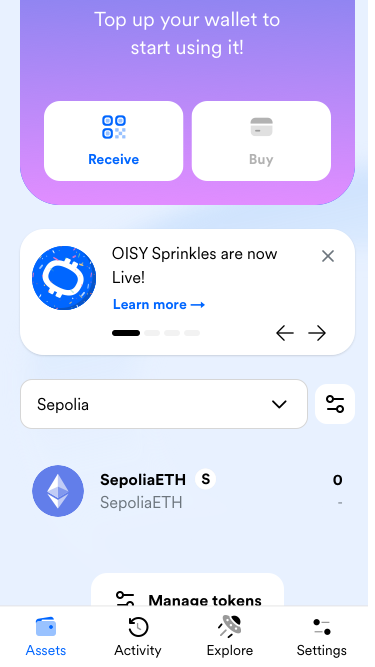 Top up your wallet to
start using it!
Receive
Buy
OISY Sprinkles are now
Live!
Learn more →
Sepolia
SepoliaETH S
0
SepoliaETH
-
Manage tokens
Assets
Activity
Explore
Settings